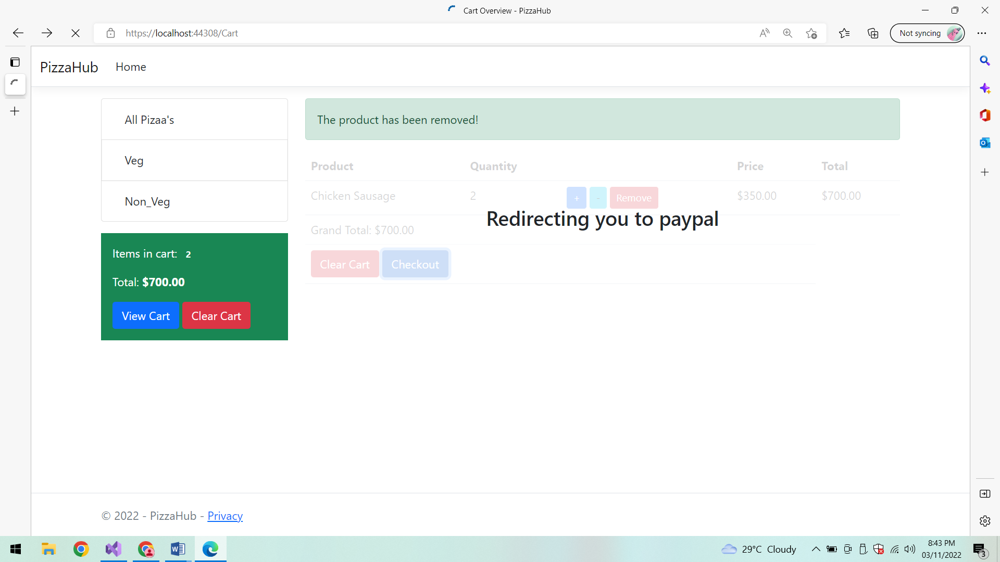 Cart Overview - PizzaHub
https://localhost:44308/Cart
Not syncing
PizzaHub Home
All Pizaa's
Veg
Non_Veg
Items in cart: 2
Total: $700.00
View Cart Clear Cart
The product has been removed!
Product Quantity Price Total
Chicken Sausage 2 + - Remove $350.00 $700.00
Redirecting you to paypal
Grand Total: $700.00
Clear Cart Checkout
© 2022 - PizzaHub - Privacy
29°C Cloudy
8:43 PM
03/11/2022
3